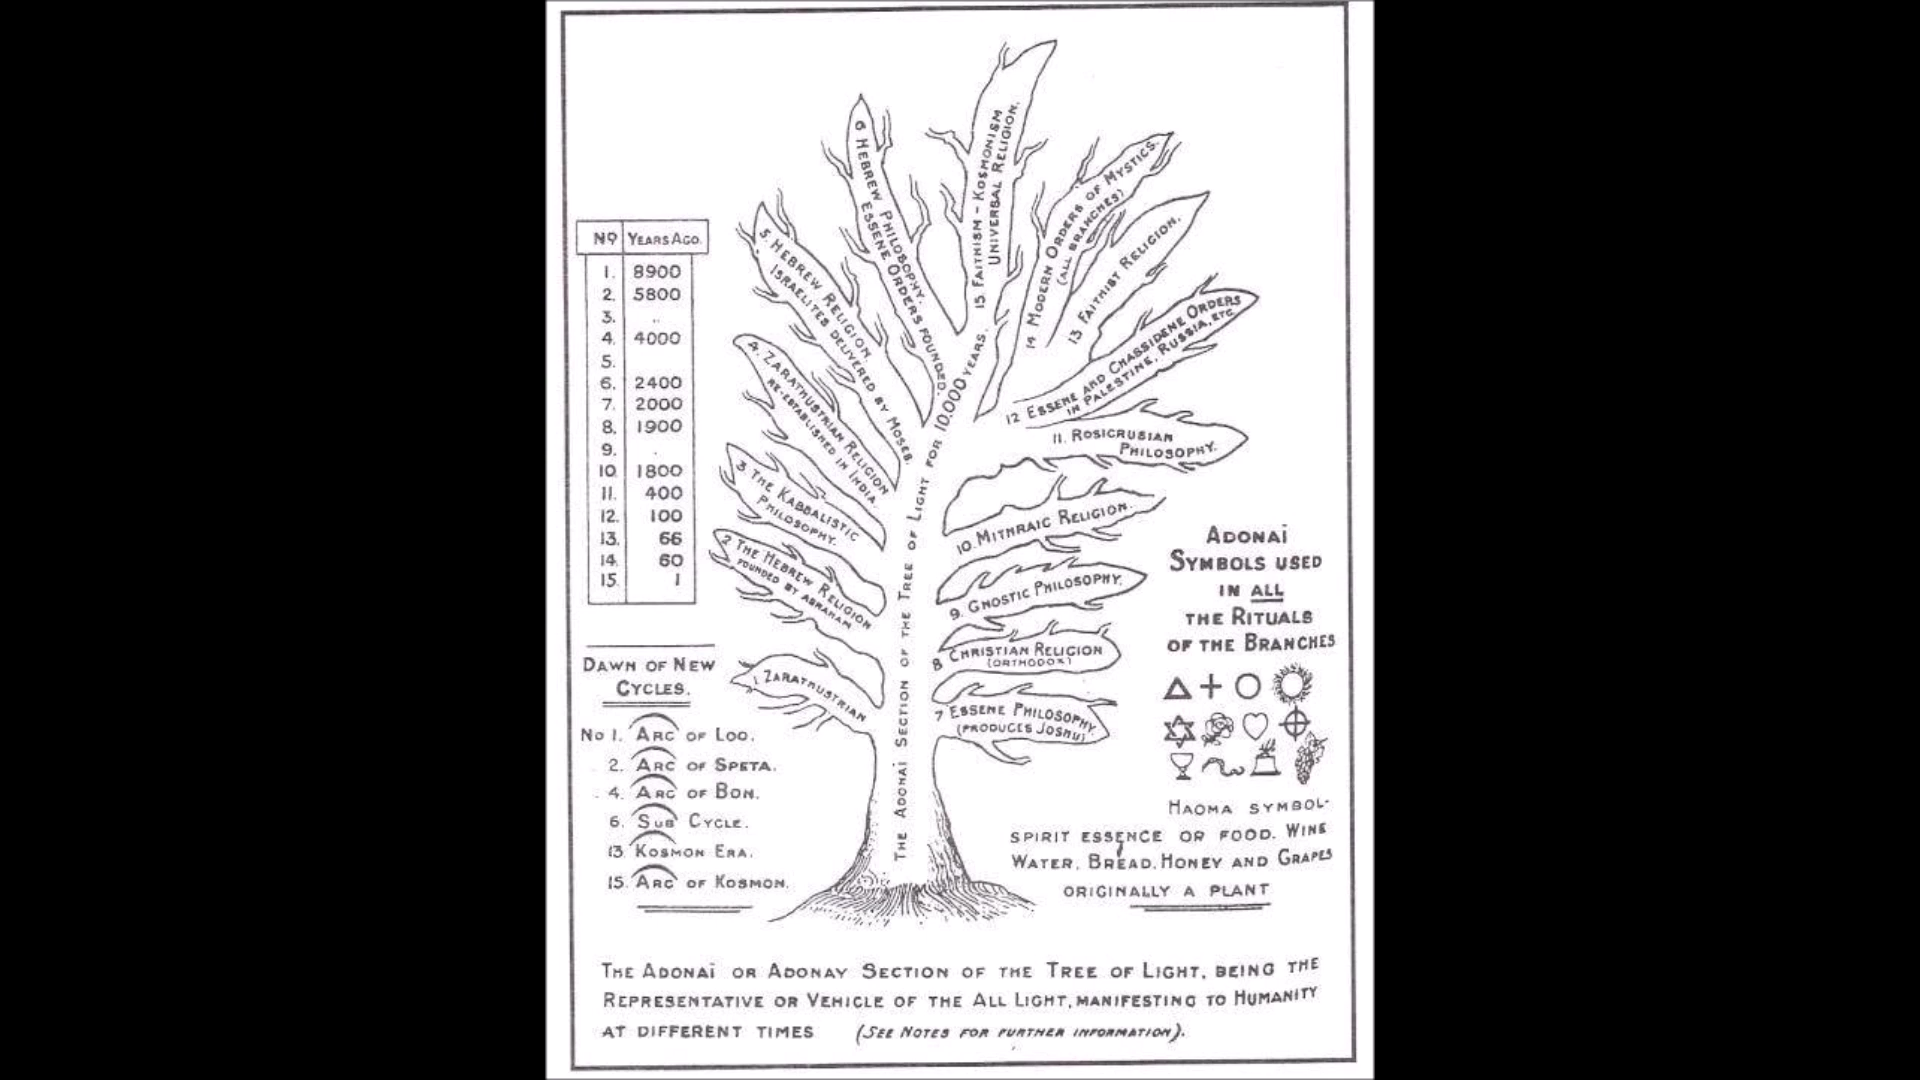 Nº YEARS AGO.
1. 8900
2. 5800
3. ..
4. 4000
5.
6. 2400
7. 2000
8. 1900
9. .
10. 1800
11. 400
12. 100
13. 66
14. 60
15. 1
DAWN OF NEW
CYCLES.
No 1. ARC OF LOO.
2. ARC OF SPETA.
4. ARC OF BON.
6. SUB CYCLE.
13. KOSMON ERA.
15. ARC OF KOSMON.
1. ZARATHUSTRIAN
2 THE HEBREW RELIGION
FOUNDED BY ABRAHAM
3 THE KABBALISTIC
PHILOSOPHY.
4. ZARATHUSTRIAN RELIGION
RE-ESTABLISHED IN INDIA.
5. HEBREW RELIGION.
ISRAELITES DELIVERED BY MOSES.
6 HEBREW PHILOSOPHY.
ESSENE ORDERS FOUNDED.
THE ADONAI SECTION OF THE TREE OF LIGHT FOR 10.000 YEARS.
15. FAITHISM - KOSMONISM
UNIVERSAL RELIGION.
14 MODERN ORDERS OF MYSTICS.
(ALL BRANCHES)
13 FAITHIST RELIGION.
12 ESSENE AND CHASSIDENE ORDERS
IN PALESTINE, RUSSIA, ETC.
11. ROSICRUSIAN
PHILOSOPHY.
10. MITHRAIC RELIGION.
9. GNOSTIC PHILOSOPHY.
8 CHRISTIAN RELIGION
(ORTHODOX)
7 ESSENE PHILOSOPHY.
(PRODUCES JOSHU)
ADONAI
SYMBOLS USED
IN ALL
THE RITUALS
OF THE BRANCHES
HAOMA SYMBOL-
SPIRIT ESSENCE OR FOOD. WINE
WATER, BREAD. HONEY AND GRAPES
ORIGINALLY A PLANT
THE ADONAI OR ADONAY SECTION OF THE TREE OF LIGHT, BEING THE
REPRESENTATIVE OR VEHICLE OF THE ALL LIGHT, MANIFESTING TO HUMANITY
AT DIFFERENT TIMES (SEE NOTES FOR FURTHER INFORMATION).